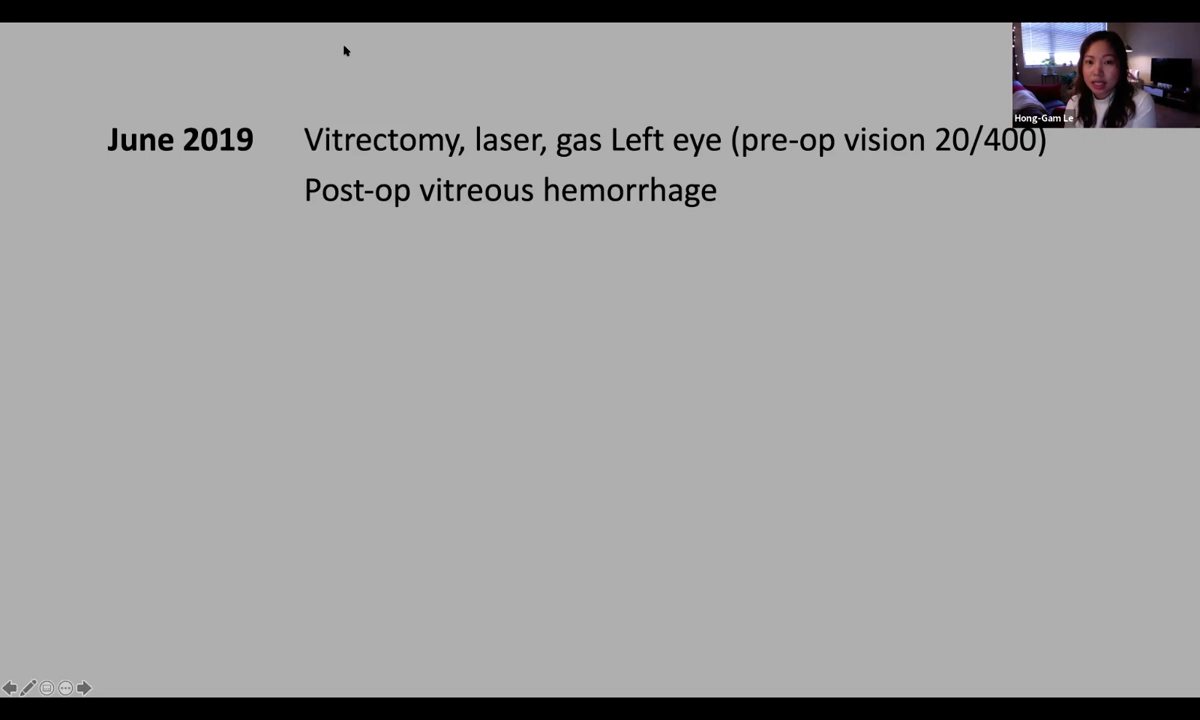 June 2019 Vitrectomy, laser, gas Left eye (pre-op vision 20/400)
Post-op vitreous hemorrhage
Hong-Gam Le